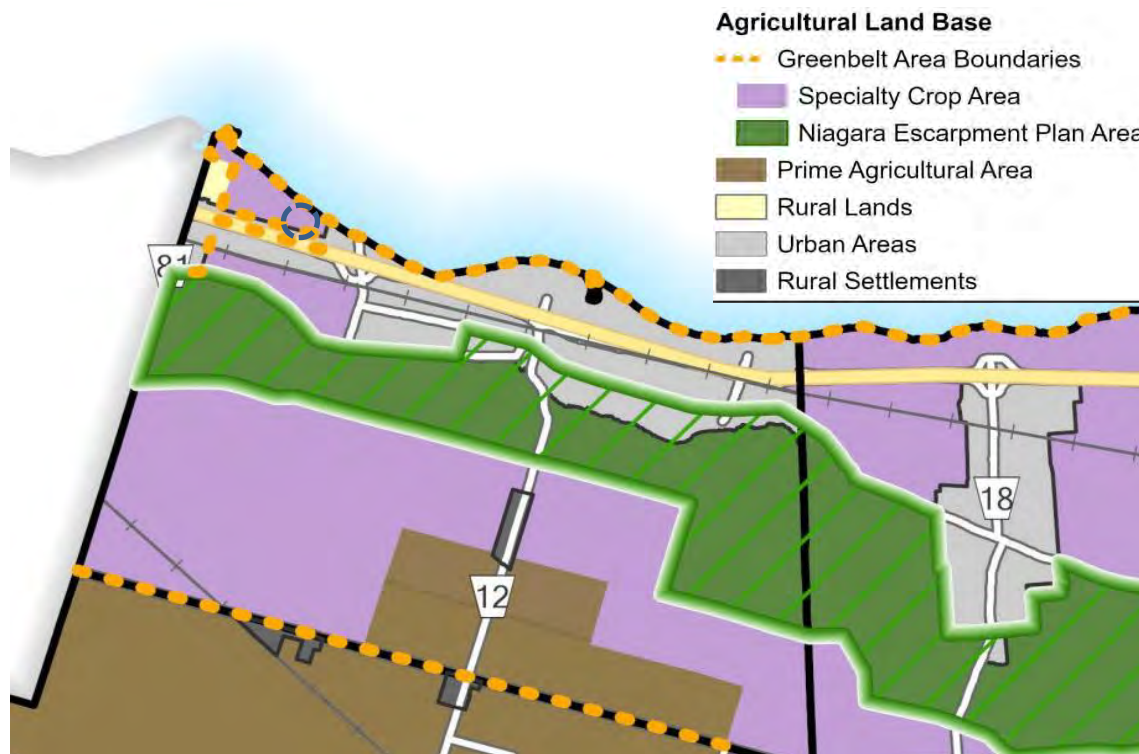 Agricultural Land Base
Greenbelt Area Boundaries
Specialty Crop Area
Niagara Escarpment Plan Area
Prime Agricultural Area
Rural Lands
Urban Areas
Rural Settlements
81
18
12